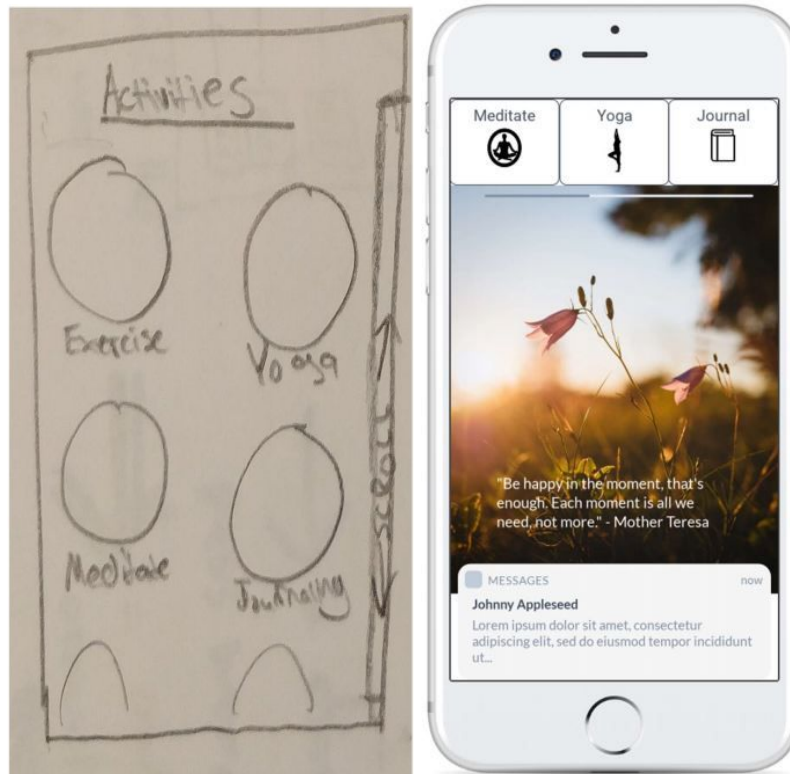 Activities
Exercise
Yoga
Meditate
Journaling
SCROLL
Meditate Yoga Journal
"Be happy in the moment, that's
enough. Each moment is all we
need, not more." - Mother Teresa
MESSAGES now
Johnny Appleseed
Lorem ipsum dolor sit amet, consectetur
adipiscing elit, sed do eiusmod tempor incididunt
ut...